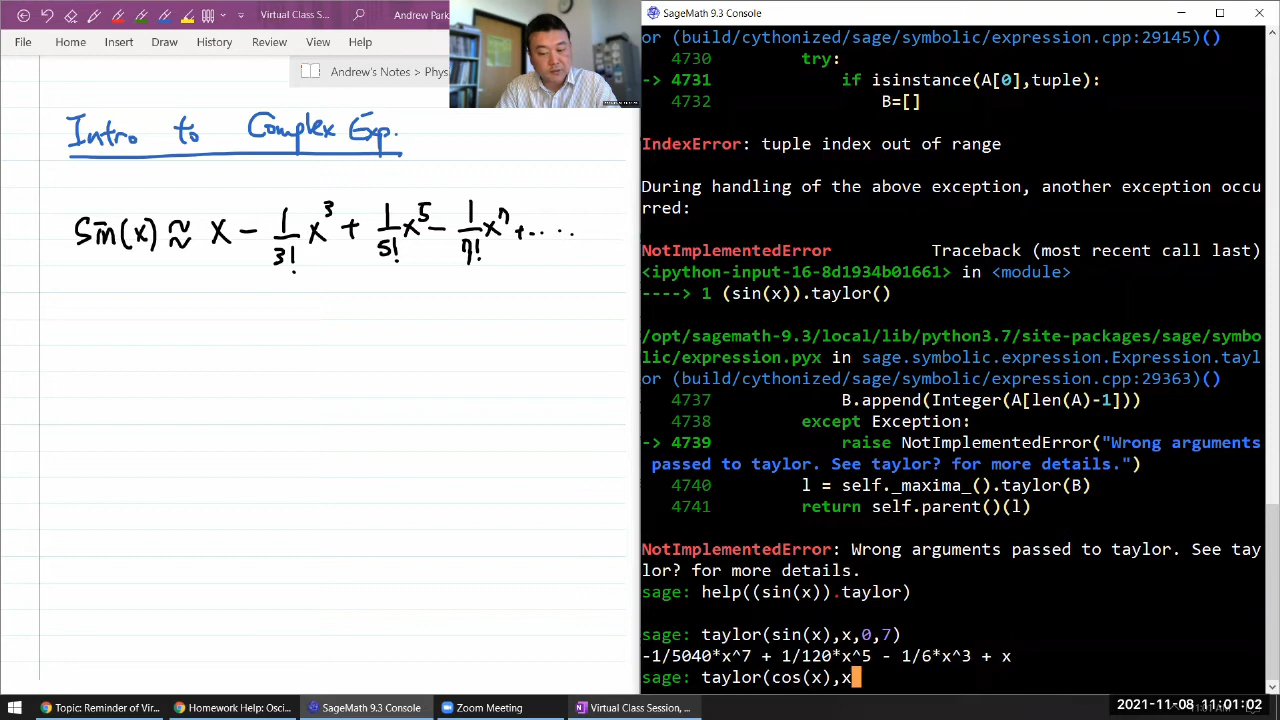 Virtual Class S
Andrew Park
SageMath 9.3 Console
File Home Insert Draw History Review View Help
Andrew's Notes > Phys
Intro to Complex Exp.
Sin(x) ≈ x - 1/3! x^3 + 1/5! x^5 - 1/7! x^7 + ....
or (build/cythonized/sage/symbolic/expression.cpp:29145)()
4730 try:
-> 4731 if isinstance(A[0],tuple):
4732 B=[]
IndexError: tuple index out of range
During handling of the above exception, another exception occu
rred:
NotImplementedError Traceback (most recent call last)
<ipython-input-16-8d1934b01661> in <module>
----> 1 (sin(x)).taylor()
/opt/sagemath-9.3/local/lib/python3.7/site-packages/sage/symbo
lic/expression.pyx in sage.symbolic.expression.Expression.tayl
or (build/cythonized/sage/symbolic/expression.cpp:29363)()
4737 B.append(Integer(A[len(A)-1]))
4738 except Exception:
-> 4739 raise NotImplementedError("Wrong arguments
passed to taylor. See taylor? for more details.")
4740 l = self._maxima_().taylor(B)
4741 return self.parent()(l)
NotImplementedError: Wrong arguments passed to taylor. See tay
lor? for more details.
sage: help((sin(x)).taylor)
sage: taylor(sin(x),x,0,7)
-1/5040*x^7 + 1/120*x^5 - 1/6*x^3 + x
sage: taylor(cos(x),x
Topic: Reminder of Vir...
Homework Help: Osci...
SageMath 9.3 Console
Zoom Meeting
Virtual Class Session, ...
2021-11-08 11:01:02